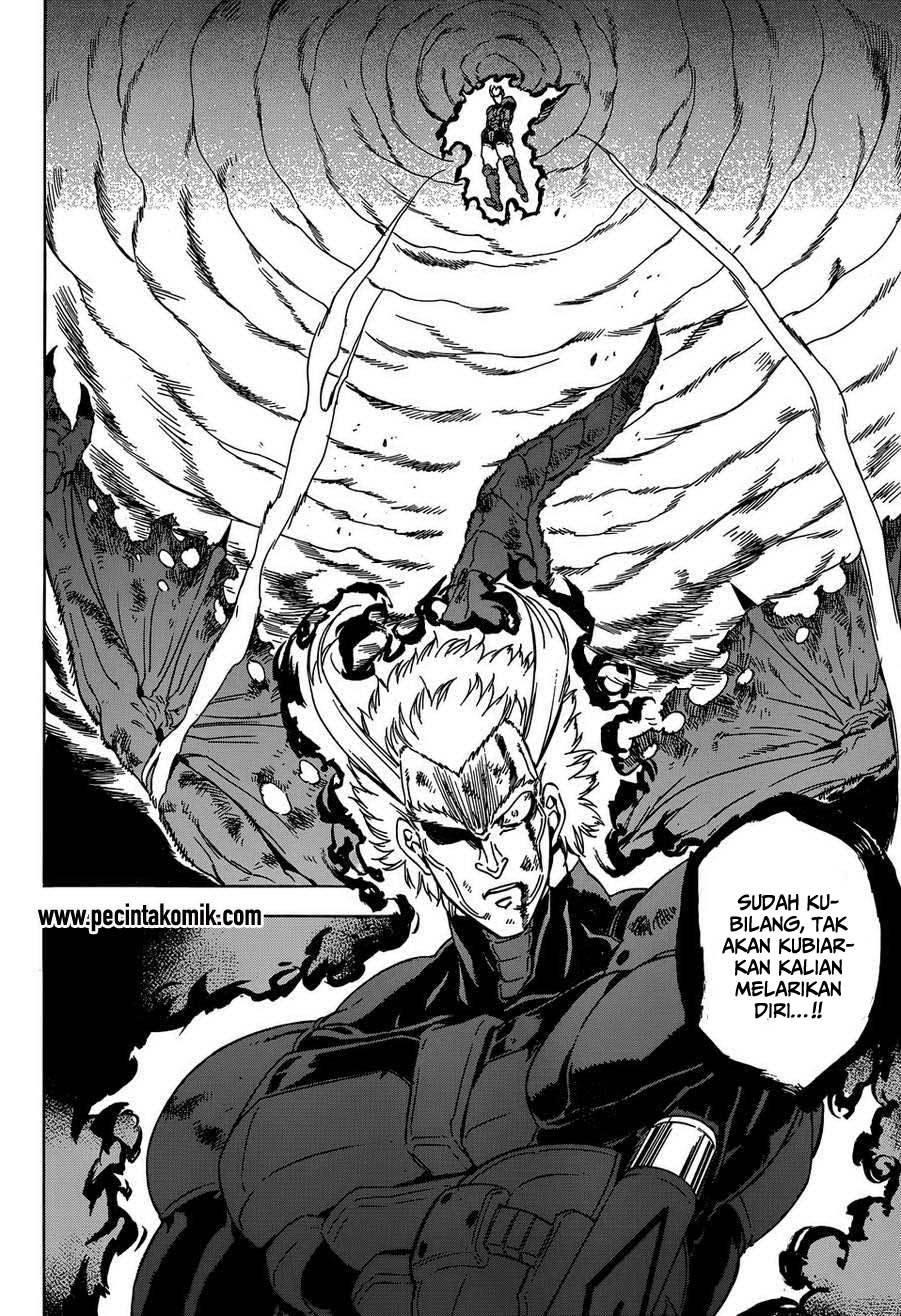 www.pecintakomik.com
SUDAH KU-
BILANG, TAK
AKAN KUBIAR-
KAN KALIAN
MELARIKAN
DIRI...!!